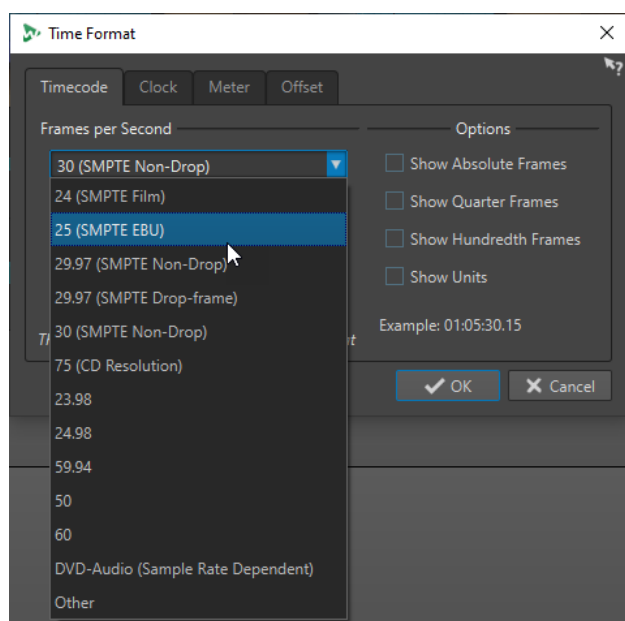 Time Format
Timecode Clock Meter Offset
Frames per Second
30 (SMPTE Non-Drop)
24 (SMPTE Film)
25 (SMPTE EBU)
29.97 (SMPTE Non-Drop)
29.97 (SMPTE Drop-frame)
30 (SMPTE Non-Drop)
75 (CD Resolution)
23.98
24.98
59.94
50
60
DVD-Audio (Sample Rate Dependent)
Other
Options
Show Absolute Frames
Show Quarter Frames
Show Hundredth Frames
Show Units
Example: 01:05:30.15
OK Cancel